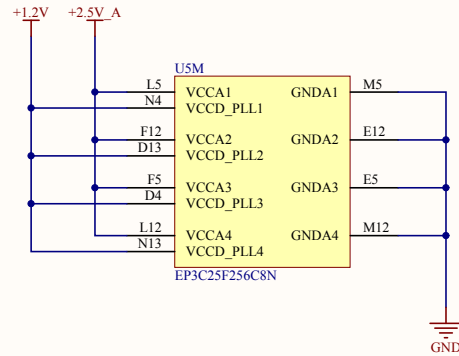 +1.2V +2.5V_A
U5M
L5 VCCA1 GNDA1 M5
N4 VCCD_PLL1
F12 VCCA2 GNDA2 E12
D13 VCCD_PLL2
F5 VCCA3 GNDA3 E5
D4 VCCD_PLL3
L12 VCCA4 GNDA4 M12
N13 VCCD_PLL4
EP3C25F256C8N
GND